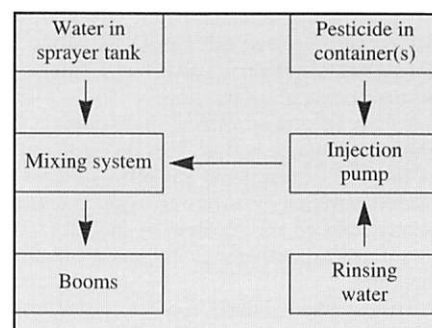 Water in
sprayer tank
Pesticide in
container(s)
Mixing system
Injection
pump
Booms
Rinsing
water